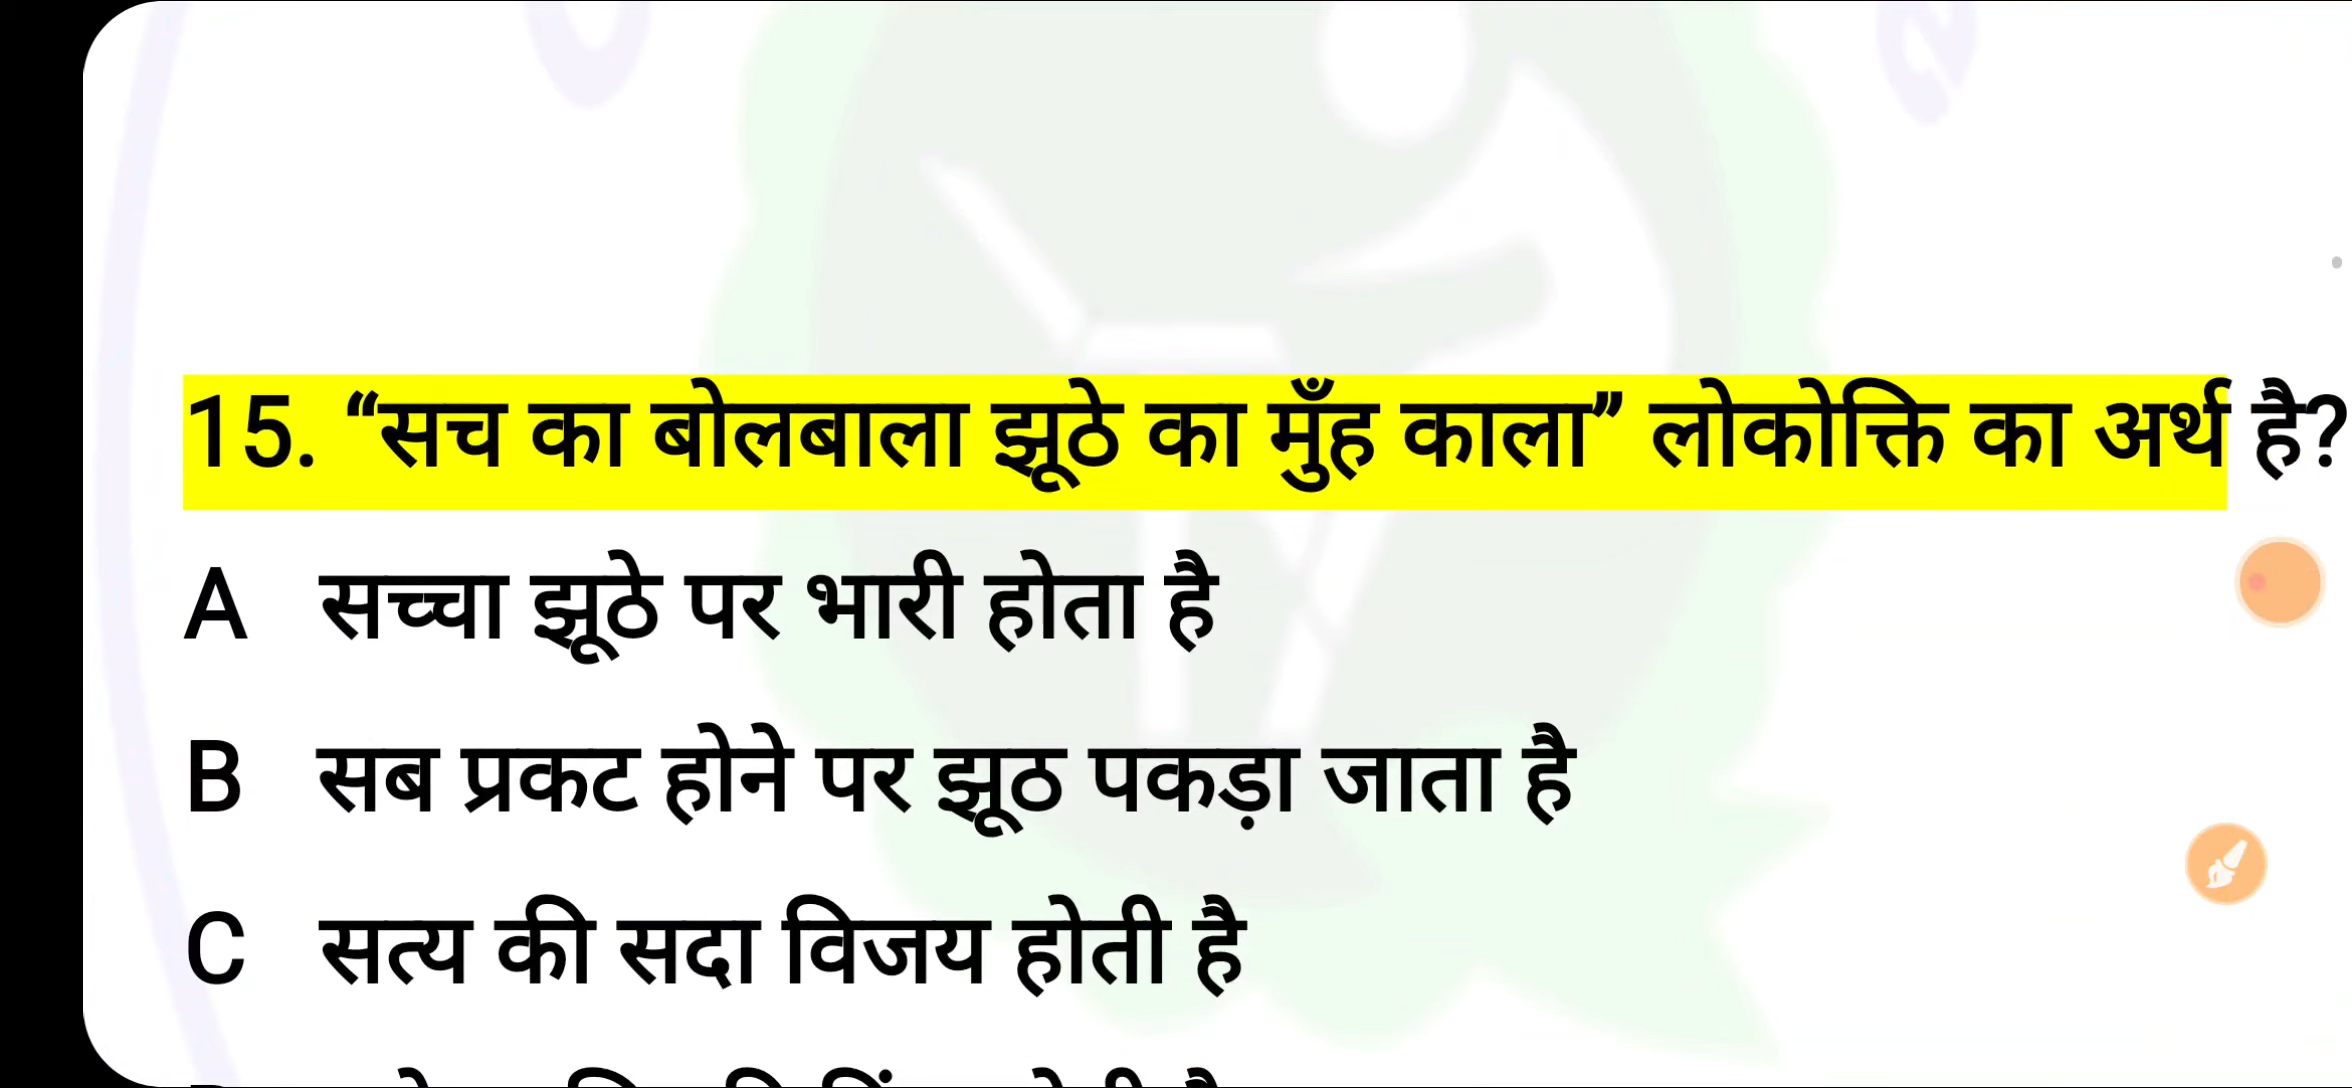 15. “सच का बोलबाला झूठे का मुँह काला” लोकोक्ति का अर्थ है?
A सच्चा झूठे पर भारी होता है
B सब प्रकट होने पर झूठ पकड़ा जाता है
C सत्य की सदा विजय होती है